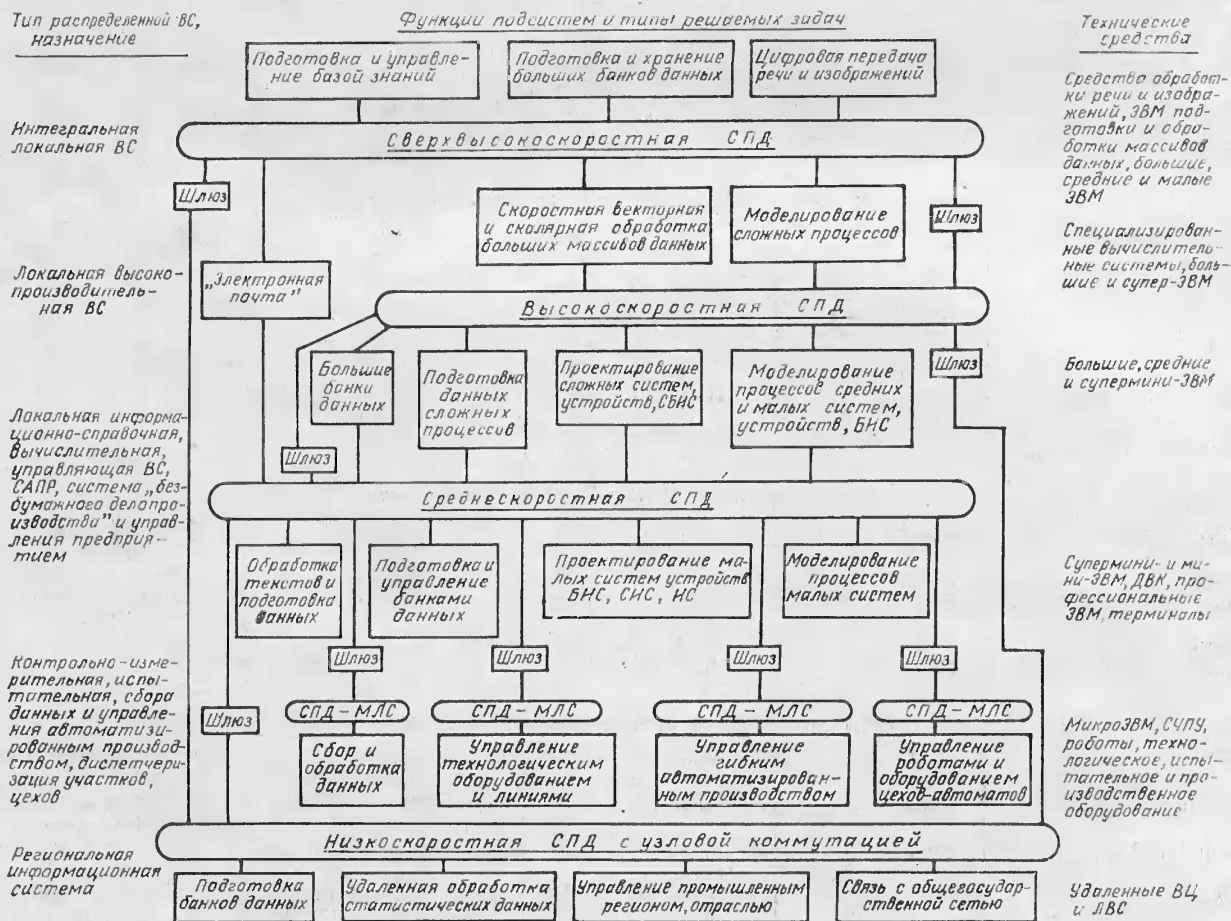 Тип распределенной ВС,
назначение
Функции подсистем и типы решаемых задач
Технические
средства
Подготовка и управле-
ние базой знаний
Подготовка и хранение
больших банков данных
Цифровая передача
речи и изображений
Средства обработ-
ки речи и изобра-
жений, ЭВМ под-
готовки и обра-
ботки массивов
данных, большие,
средние и малые
ЭВМ
Интегральная
локальная ВС
Сверхвысокоскоростная СПД
Шлюз
Скоростная векторная
и скалярная обработка
больших массивов данных
Моделирование
сложных процессов
Шлюз
Специализирован-
ные вычислитель-
ные системы, боль-
шие и супер-ЭВМ
Локальная высоко-
производитель-
ная ВС
„Электронная
почта"
Высокоскоростная СПД
Большие
банки
данных
Подготовка
данных
сложных
процессов
Проектирование
сложных систем,
устройств, СБИС
Моделирование
процессов средних
и малых систем,
устройств, БИС
Шлюз
Большие, средние
и супермини-ЭВМ
Локальная информа-
ционно-справочная,
вычислительная,
управляющая ВС,
САПР, система „без-
бумажного делопро-
изводства" и управ-
ления предприя-
тием
Шлюз
Среднескоростная СПД
Обработка
текстов и
подготовка
данных
Подготовка и
управление
банками
данных
Проектирование ма-
лых систем устройств
БИС, СИС, ИС
Моделирование
процессов
малых систем
Супермини- и ми-
ни-ЭВМ, ДВК, про-
фессиональные
ЭВМ, терминалы
Контрольно-изме-
рительная, испы-
тательная, сбора
данных и управле-
ния автоматизи-
рованным производ-
ством, диспетчери-
зация участков,
цехов
Шлюз
Шлюз
Шлюз
Шлюз
Шлюз
СПД-МЛС
СПД-МЛС
СПД-МЛС
СПД-МЛС
Сбор и
обработка
данных
Управление
технологическим
оборудованием
и линиями
Управление
гибким
автоматизирован-
ным производством
Управление
роботами и
оборудованием
цехов-автоматов
МикроЭВМ, СЧПУ,
роботы, техно-
логическое, испы-
тательное и про-
изводственное
оборудование
Низкоскоростная СПД с узловой коммутацией
Региональная
информационная
система
Подготовка
банков данных
Удаленная обработка
статистических данных
Управление промышленным
регионом, отраслью
Связь с общегосудар-
ственной сетью
Удаленные ВЦ
и ЛВС